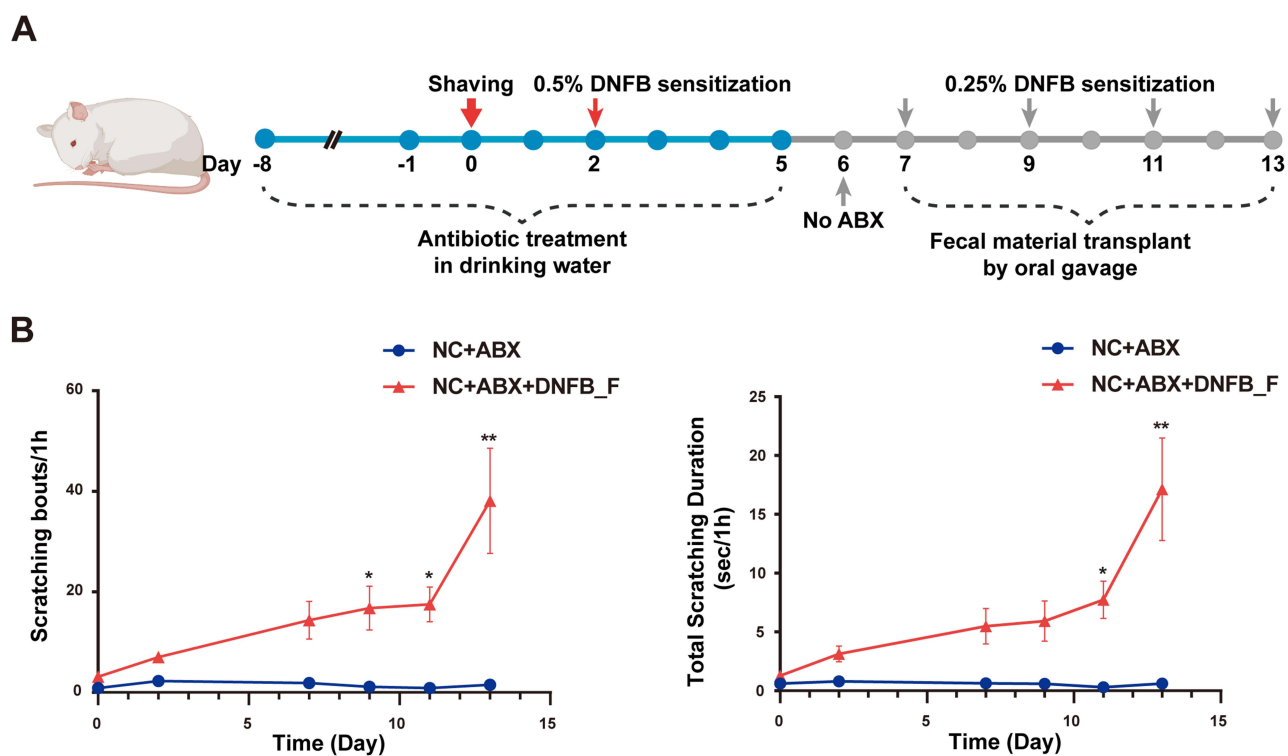 A
Shaving 0.5% DNFB sensitization 0.25% DNFB sensitization
Day -8 -1 0 2 5 6 7 9 11 13
No ABX
Antibiotic treatment
in drinking water
Fecal material transplant
by oral gavage
B
NC+ABX
NC+ABX+DNFB_F
Scratching bouts/1h
60
40
20
0
* * **
0 5 10 15
Time (Day)
NC+ABX
NC+ABX+DNFB_F
Total Scratching Duration
(sec/1h)
25
20
15
10
5
0
* **
0 5 10 15
Time (Day)